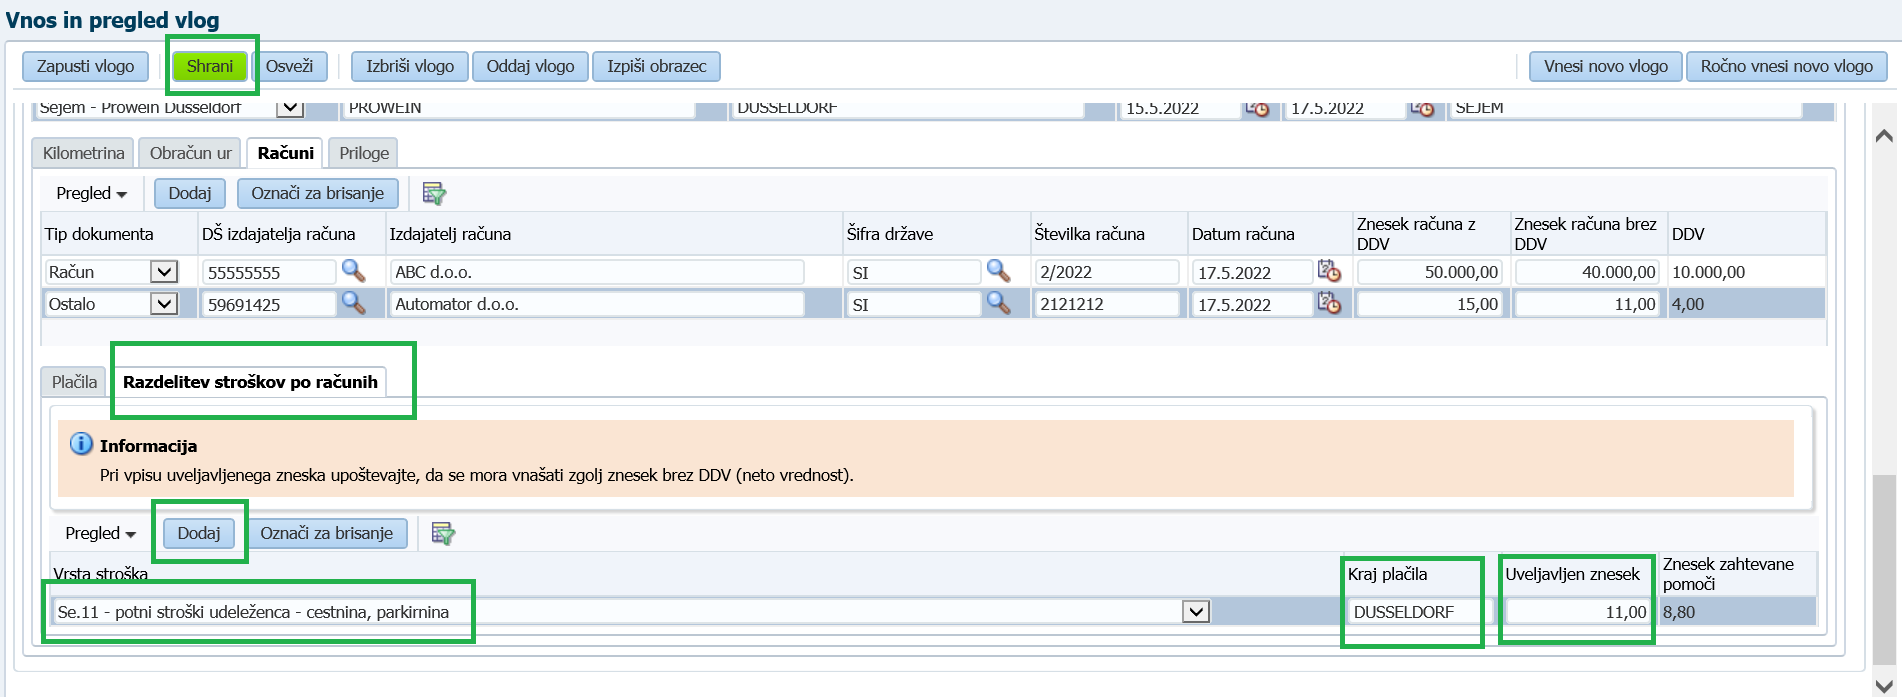 Vnos in pregled vlog
Zapusti vlogo Shrani Osveži Izbriši vlogo Oddaj vlogo Izpiši obrazec Vnesi novo vlogo Ročno vnesi novo vlogo
Sejem - Prowein Dusseldorf PROWEIN DUSSELDORF 15.5.2022 17.5.2022 SEJEM
Kilometrina Obračun ur Računi Priloge
Pregled Dodaj Označi za brisanje
Tip dokumenta DŠ izdajatelja računa Izdajatelj računa Šifra države Številka računa Datum računa Znesek računa z DDV Znesek računa brez DDV DDV
Račun 55555555 ABC d.o.o. SI 2/2022 17.5.2022 50.000,00 40.000,00 10.000,00
Ostalo 59691425 Automator d.o.o. SI 2121212 17.5.2022 15,00 11,00 4,00
Plačila Razdelitev stroškov po računih
Informacija
Pri vpisu uveljavljenega zneska upoštevajte, da se mora vnašati zgolj znesek brez DDV (neto vrednost).
Pregled Dodaj Označi za brisanje
Vrsta stroška Kraj plačila Uveljavljen znesek Znesek zahtevane pomoči
Se.11 - potni stroški udeleženca - cestnina, parkirnina DUSSELDORF 11,00 8,80